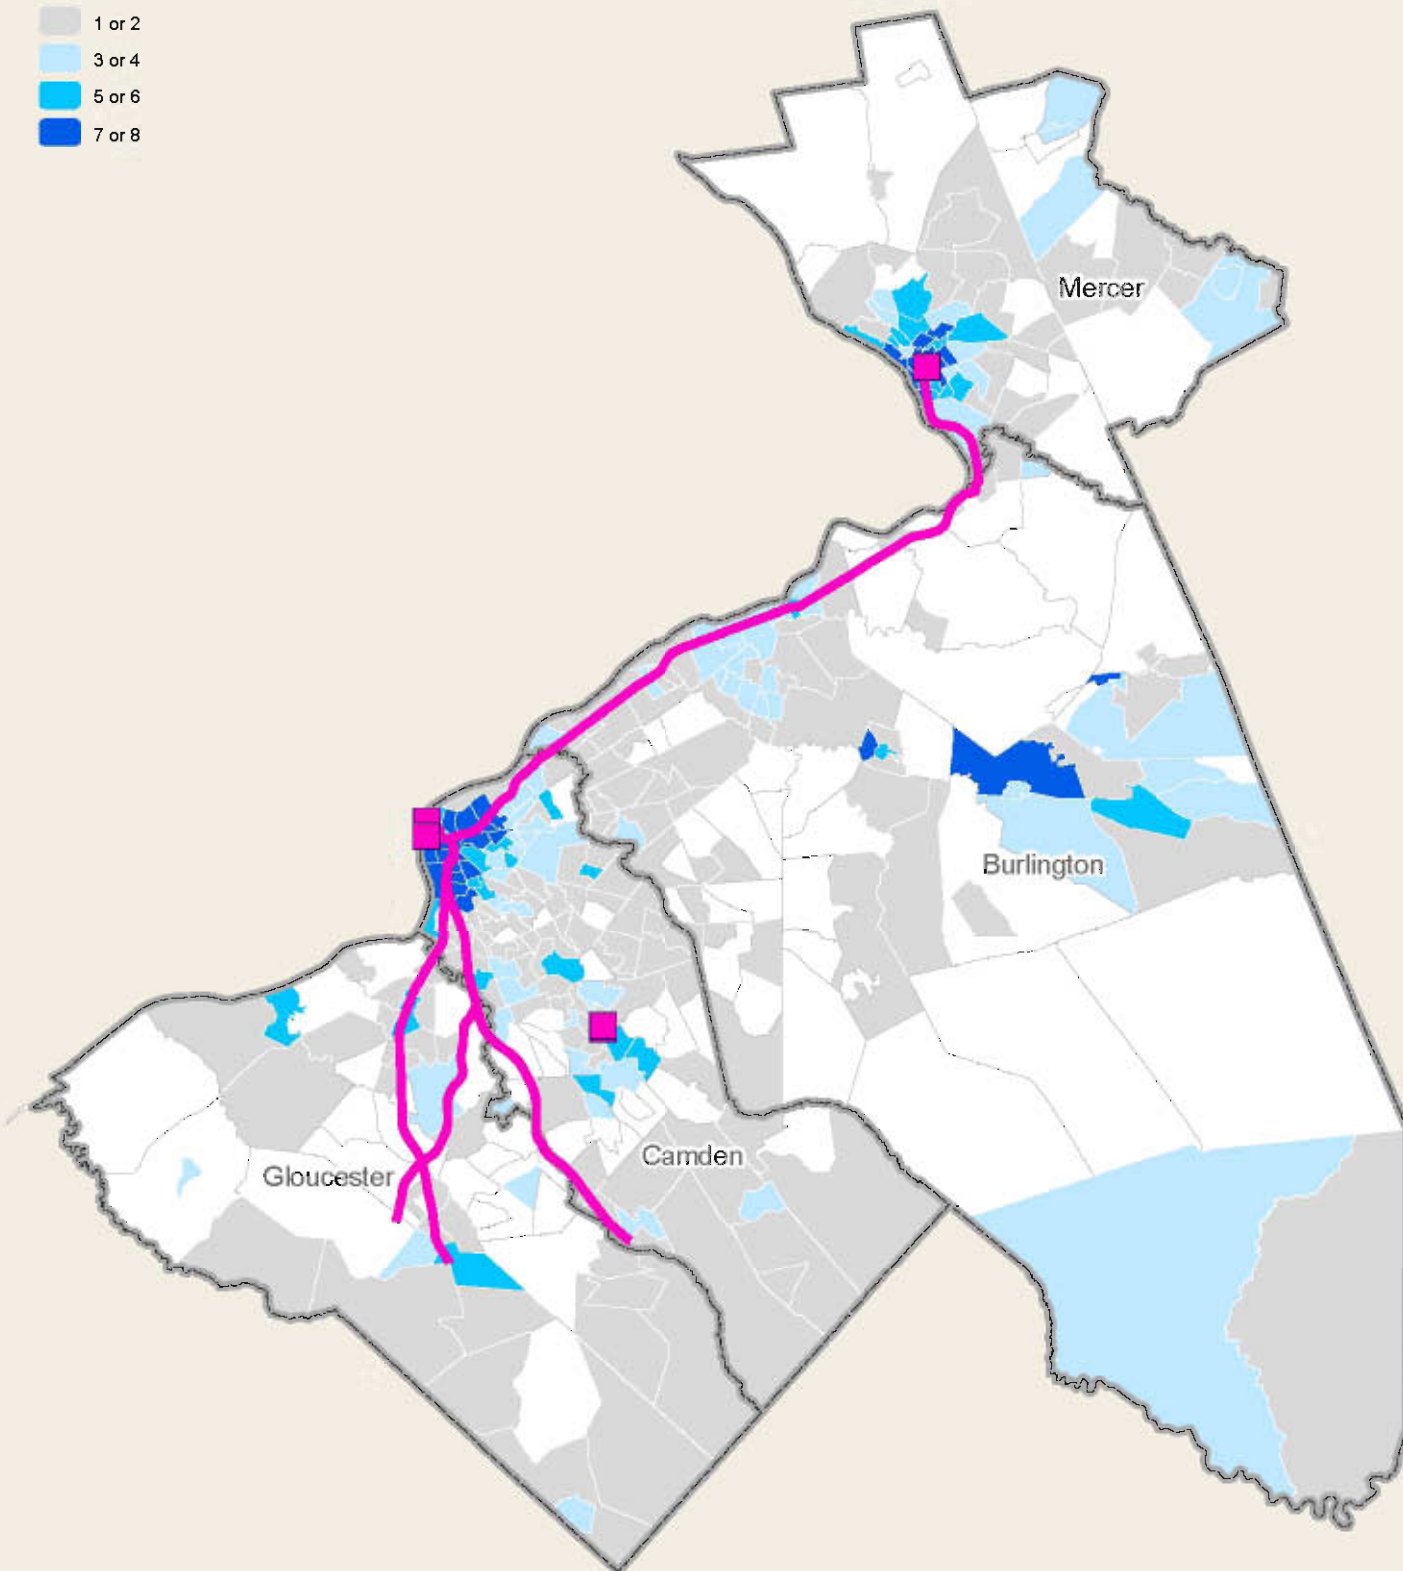 1 or 2
3 or 4
5 or 6
7 or 8
Mercer
Burlington
Camden
Gloucester